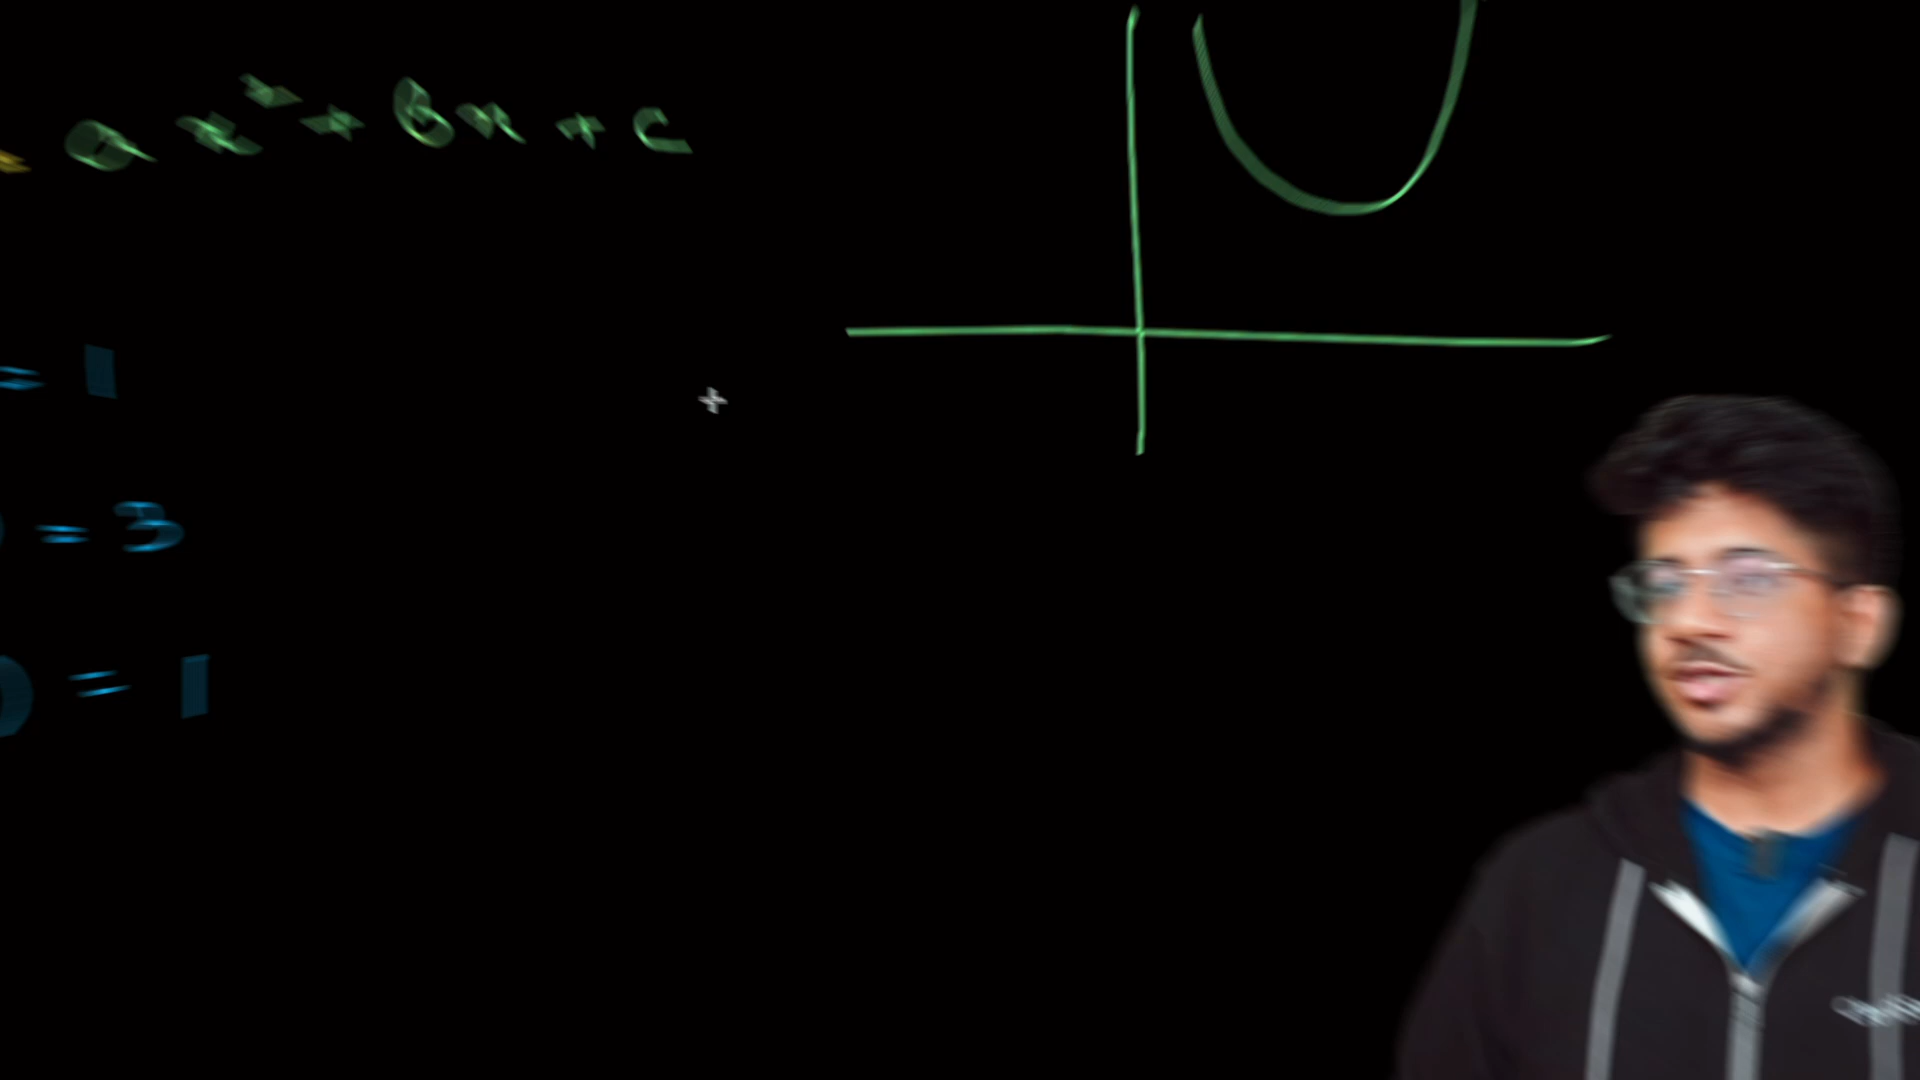 ax² + bx + c
= 1
) = 3
) = 1